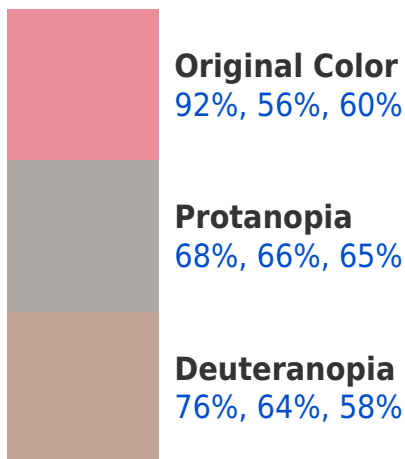 Original Color
92%, 56%, 60%
Protanopia
68%, 66%, 65%
Deuteranopia
76%, 64%, 58%